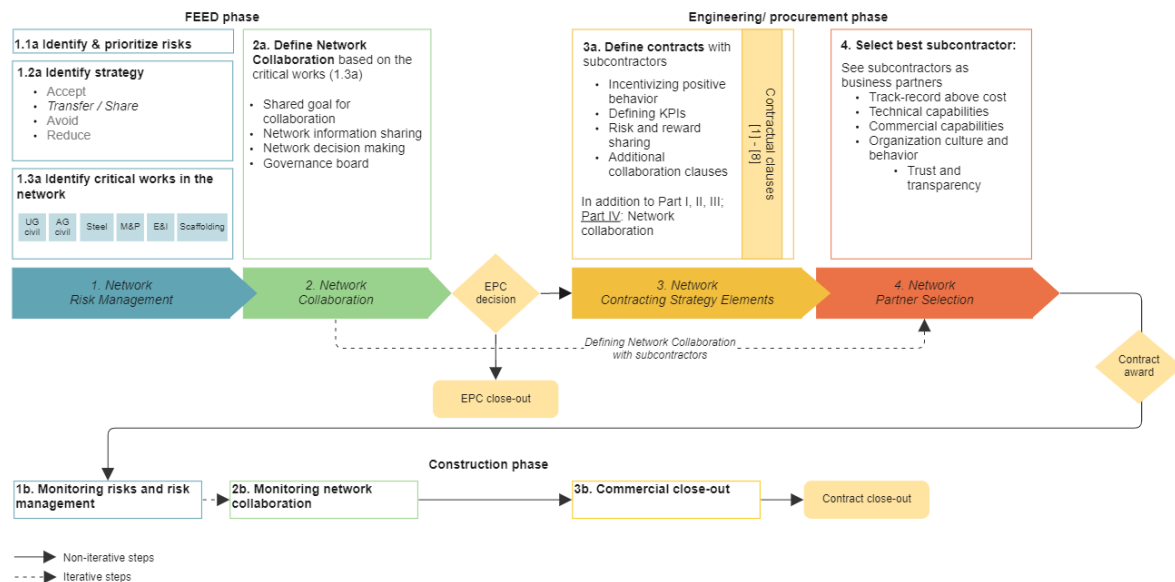 FEED phase
Engineering/ procurement phase
1.1a Identify & prioritize risks
1.2a Identify strategy
Accept
Transfer / Share
Avoid
Reduce
1.3a Identify critical works in the
network
UG
civil
AG
civil
Steel
M&P
E&I
Scaffolding
2a. Define Network
Collaboration based on the
critical works (1.3a)
Shared goal for
collaboration
Network information sharing
Network decision making
Governance board
3a. Define contracts with
subcontractors
Incentivizing positive
behavior
Defining KPIs
Risk and reward
sharing
Additional
collaboration clauses
In addition to Part I, II, III;
Part IV: Network
collaboration
Contractual clauses
[1] - [8]
4. Select best subcontractor:
See subcontractors as
business partners
Track-record above cost
Technical capabilities
Commercial capabilities
Organization culture and
behavior
Trust and
transparency
1. Network
Risk Management
2. Network
Collaboration
EPC
decision
3. Network
Contracting Strategy Elements
4. Network
Partner Selection
Defining Network Collaboration
with subcontractors
Contract
award
EPC close-out
Construction phase
1b. Monitoring risks and risk
management
2b. Monitoring network
collaboration
3b. Commercial close-out
Contract close-out
Non-iterative steps
Iterative steps